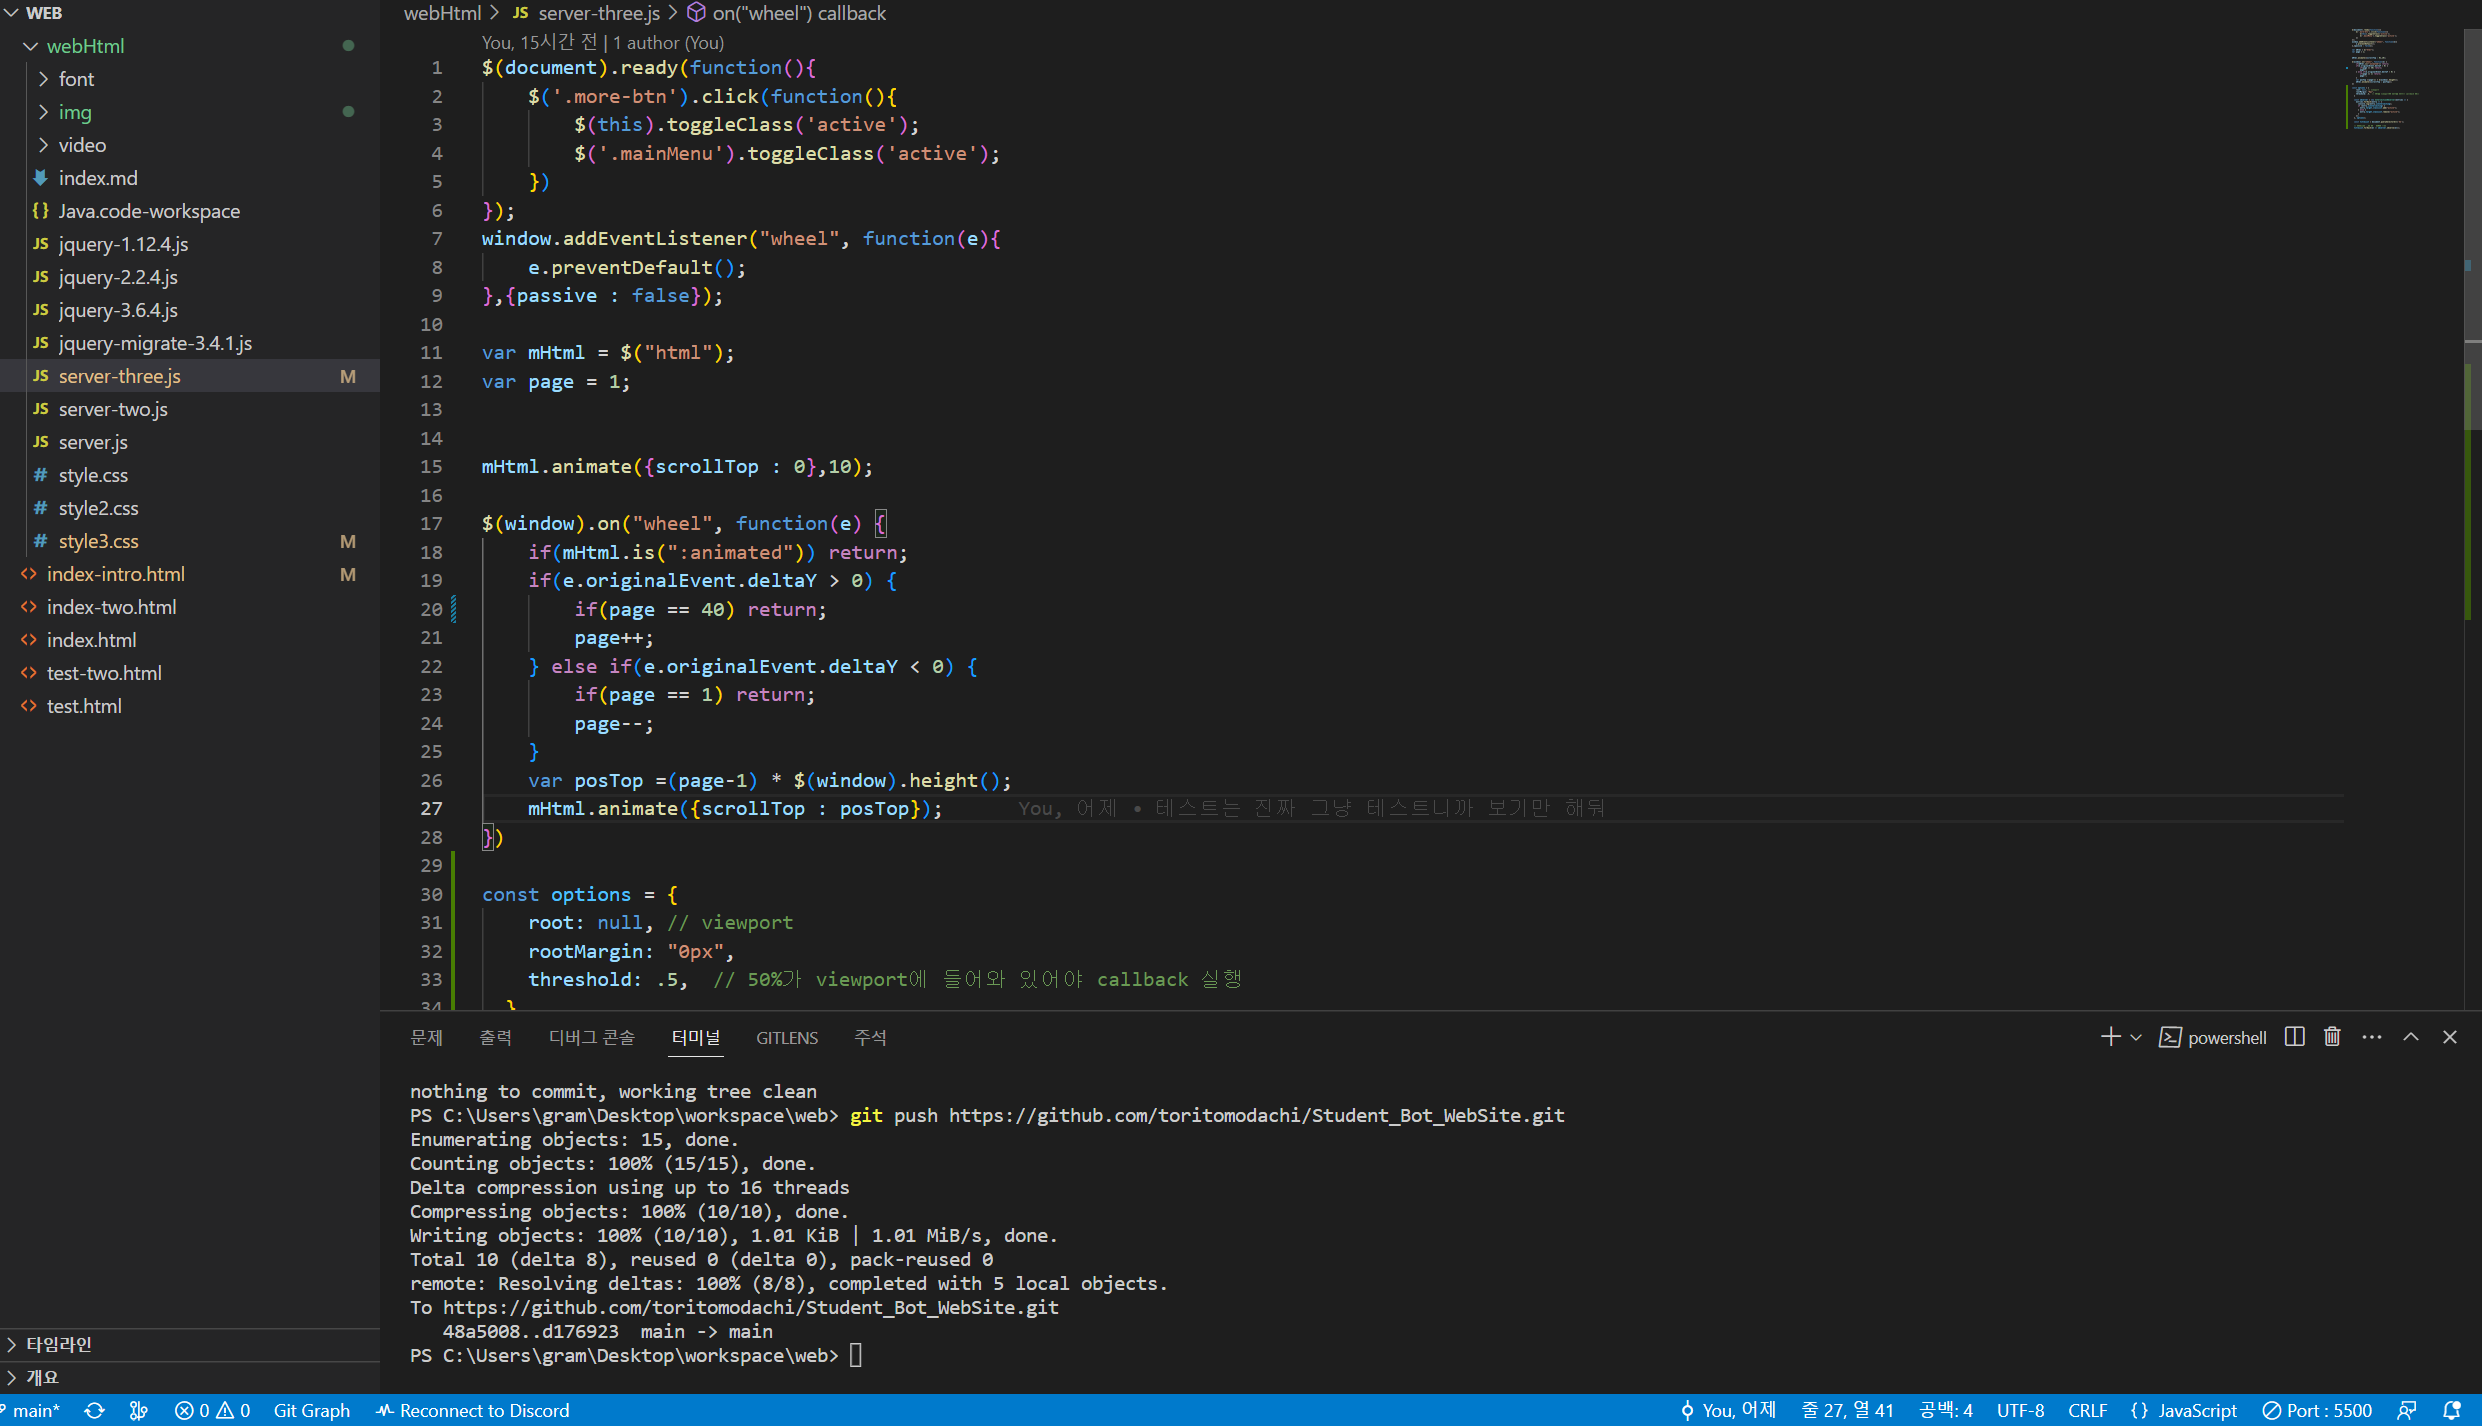 WEB
webHtml
font
img
video
index.md
Java.code-workspace
jquery-1.12.4.js
jquery-2.2.4.js
jquery-3.6.4.js
jquery-migrate-3.4.1.js
server-three.js M
server-two.js
server.js
style.css
style2.css
style3.css M
index-intro.html M
index-two.html
index.html
test-two.html
test.html
타임라인
개요
webHtml > JS server-three.js > on("wheel") callback
You, 15시간 전 | 1 author (You)
1 $(document).ready(function(){
2     $('.more-btn').click(function(){
3         $(this).toggleClass('active');
4         $('.mainMenu').toggleClass('active');
5     })
6 });
7 window.addEventListener("wheel", function(e){
8     e.preventDefault();
9 },{passive : false});
10
11 var mHtml = $("html");
12 var page = 1;
13
14
15 mHtml.animate({scrollTop : 0},10);
16
17 $(window).on("wheel", function(e) {
18     if(mHtml.is(":animated")) return;
19     if(e.originalEvent.deltaY > 0) {
20         if(page == 40) return;
21         page++;
22     } else if(e.originalEvent.deltaY < 0) {
23         if(page == 1) return;
24         page--;
25     }
26     var posTop =(page-1) * $(window).height();
27     mHtml.animate({scrollTop : posTop}); You, 어제 • 테스트는 진짜 그냥 테스트니까 보기만 해둬
28 })
29
30 const options = {
31     root: null, // viewport
32     rootMargin: "0px",
33     threshold: .5,  // 50%가 viewport에 들어와 있어야 callback 실행
34   }
문제 출력 디버그 콘솔 터미널 GITLENS 주석 powershell
nothing to commit, working tree clean
PS C:\Users\gram\Desktop\workspace\web> git push https://github.com/toritomodachi/Student_Bot_WebSite.git
Enumerating objects: 15, done.
Counting objects: 100% (15/15), done.
Delta compression using up to 16 threads
Compressing objects: 100% (10/10), done.
Writing objects: 100% (10/10), 1.01 KiB | 1.01 MiB/s, done.
Total 10 (delta 8), reused 0 (delta 0), pack-reused 0
remote: Resolving deltas: 100% (8/8), completed with 5 local objects.
To https://github.com/toritomodachi/Student_Bot_WebSite.git
   48a5008..d176923  main -> main
PS C:\Users\gram\Desktop\workspace\web>
main* 0 0 Git Graph Reconnect to Discord You, 어제 줄 27, 열 41 공백: 4 UTF-8 CRLF {} JavaScript Port : 5500